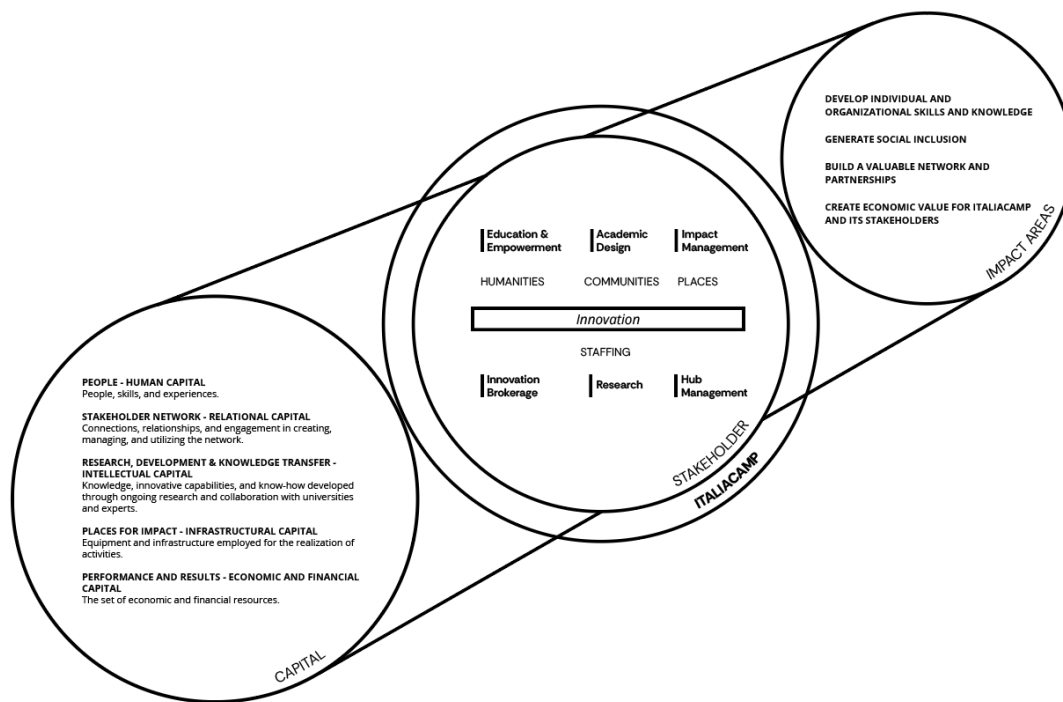 DEVELOP INDIVIDUAL AND
ORGANIZATIONAL SKILLS AND KNOWLEDGE
GENERATE SOCIAL INCLUSION
BUILD A VALUABLE NETWORK AND
PARTNERSHIPS
CREATE ECONOMIC VALUE FOR ITALIACAMP
AND ITS STAKEHOLDERS
IMPACT AREAS
Education &
Empowerment
Academic
Design
Impact
Management
HUMANITIES
COMMUNITIES
PLACES
Innovation
STAFFING
Innovation
Brokerage
Research
Hub
Management
STAKEHOLDER
ITALIACAMP
PEOPLE - HUMAN CAPITAL
People, skills, and experiences.
STAKEHOLDER NETWORK - RELATIONAL CAPITAL
Connections, relationships, and engagement in creating,
managing, and utilizing the network.
RESEARCH, DEVELOPMENT & KNOWLEDGE TRANSFER -
INTELLECTUAL CAPITAL
Knowledge, innovative capabilities, and know-how developed
through ongoing research and collaboration with universities
and experts.
PLACES FOR IMPACT - INFRASTRUCTURAL CAPITAL
Equipment and infrastructure employed for the realization of
activities.
PERFORMANCE AND RESULTS - ECONOMIC AND FINANCIAL
CAPITAL
The set of economic and financial resources.
CAPITAL